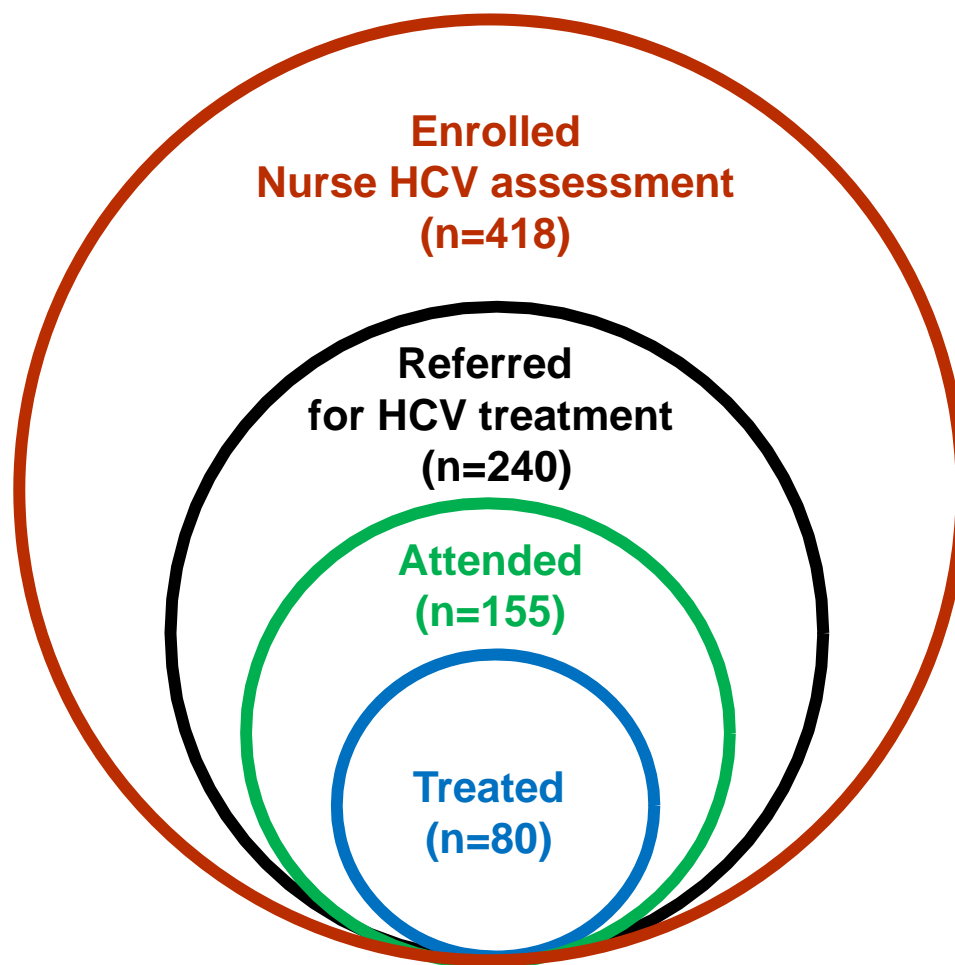 Enrolled
Nurse HCV assessment
(n=418)
Referred
for HCV treatment
(n=240)
Attended
(n=155)
Treated
(n=80)